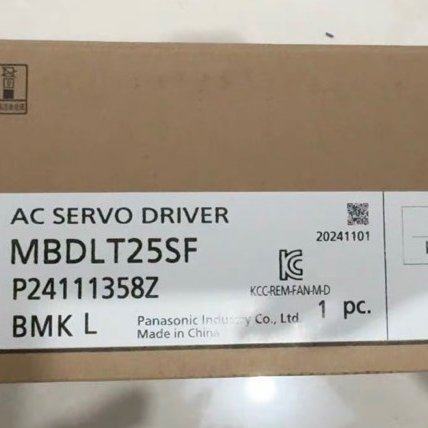 AC SERVO DRIVER
20241101
MBDLT25SF
P24111358Z
KCC-REM-FAN-M-D
1 pc.
BMK L
Panasonic Industry Co., Ltd.
Made in China